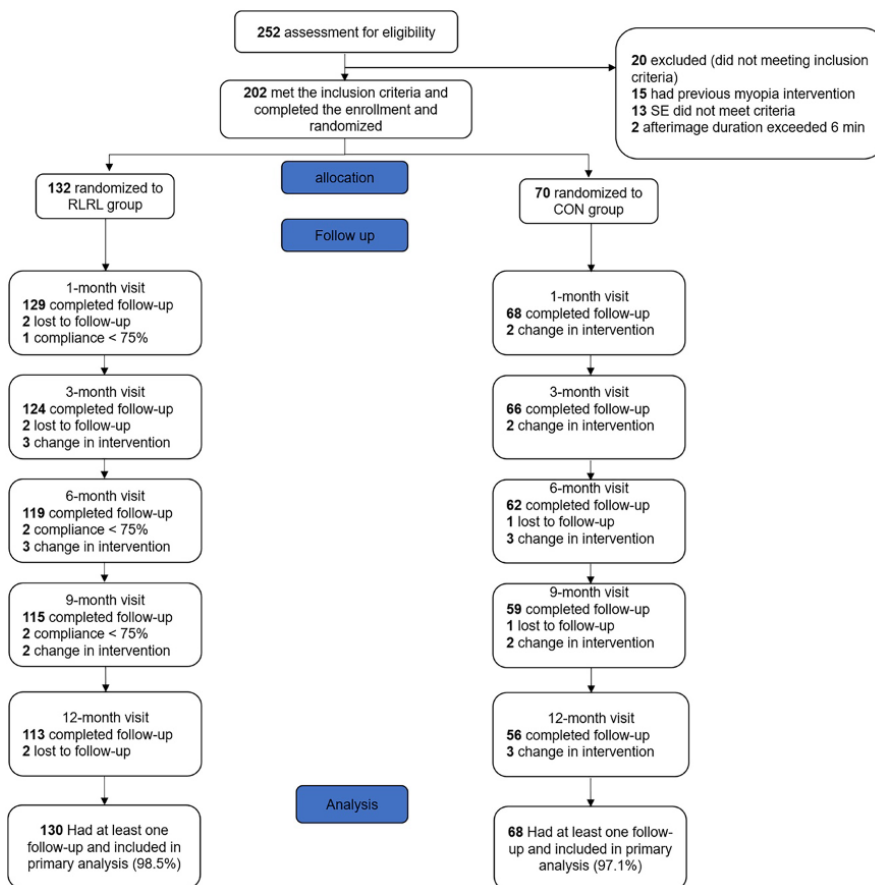 252 assessment for eligibility
20 excluded (did not meeting inclusion
criteria)
15 had previous myopia intervention
13 SE did not meet criteria
2 afterimage duration exceeded 6 min
202 met the inclusion criteria and
completed the enrollment and
randomized
allocation
132 randomized to
RLRL group
70 randomized to
CON group
Follow up
1-month visit
129 completed follow-up
2 lost to follow-up
1 compliance < 75%
1-month visit
68 completed follow-up
2 change in intervention
3-month visit
124 completed follow-up
2 lost to follow-up
3 change in intervention
3-month visit
66 completed follow-up
2 change in intervention
6-month visit
119 completed follow-up
2 compliance < 75%
3 change in intervention
6-month visit
62 completed follow-up
1 lost to follow-up
3 change in intervention
9-month visit
115 completed follow-up
2 compliance < 75%
2 change in intervention
9-month visit
59 completed follow-up
1 lost to follow-up
2 change in intervention
12-month visit
113 completed follow-up
2 lost to follow-up
12-month visit
56 completed follow-up
3 change in intervention
Analysis
130 Had at least one
follow-up and included in
primary analysis (98.5%)
68 Had at least one follow-
up and included in primary
analysis (97.1%)